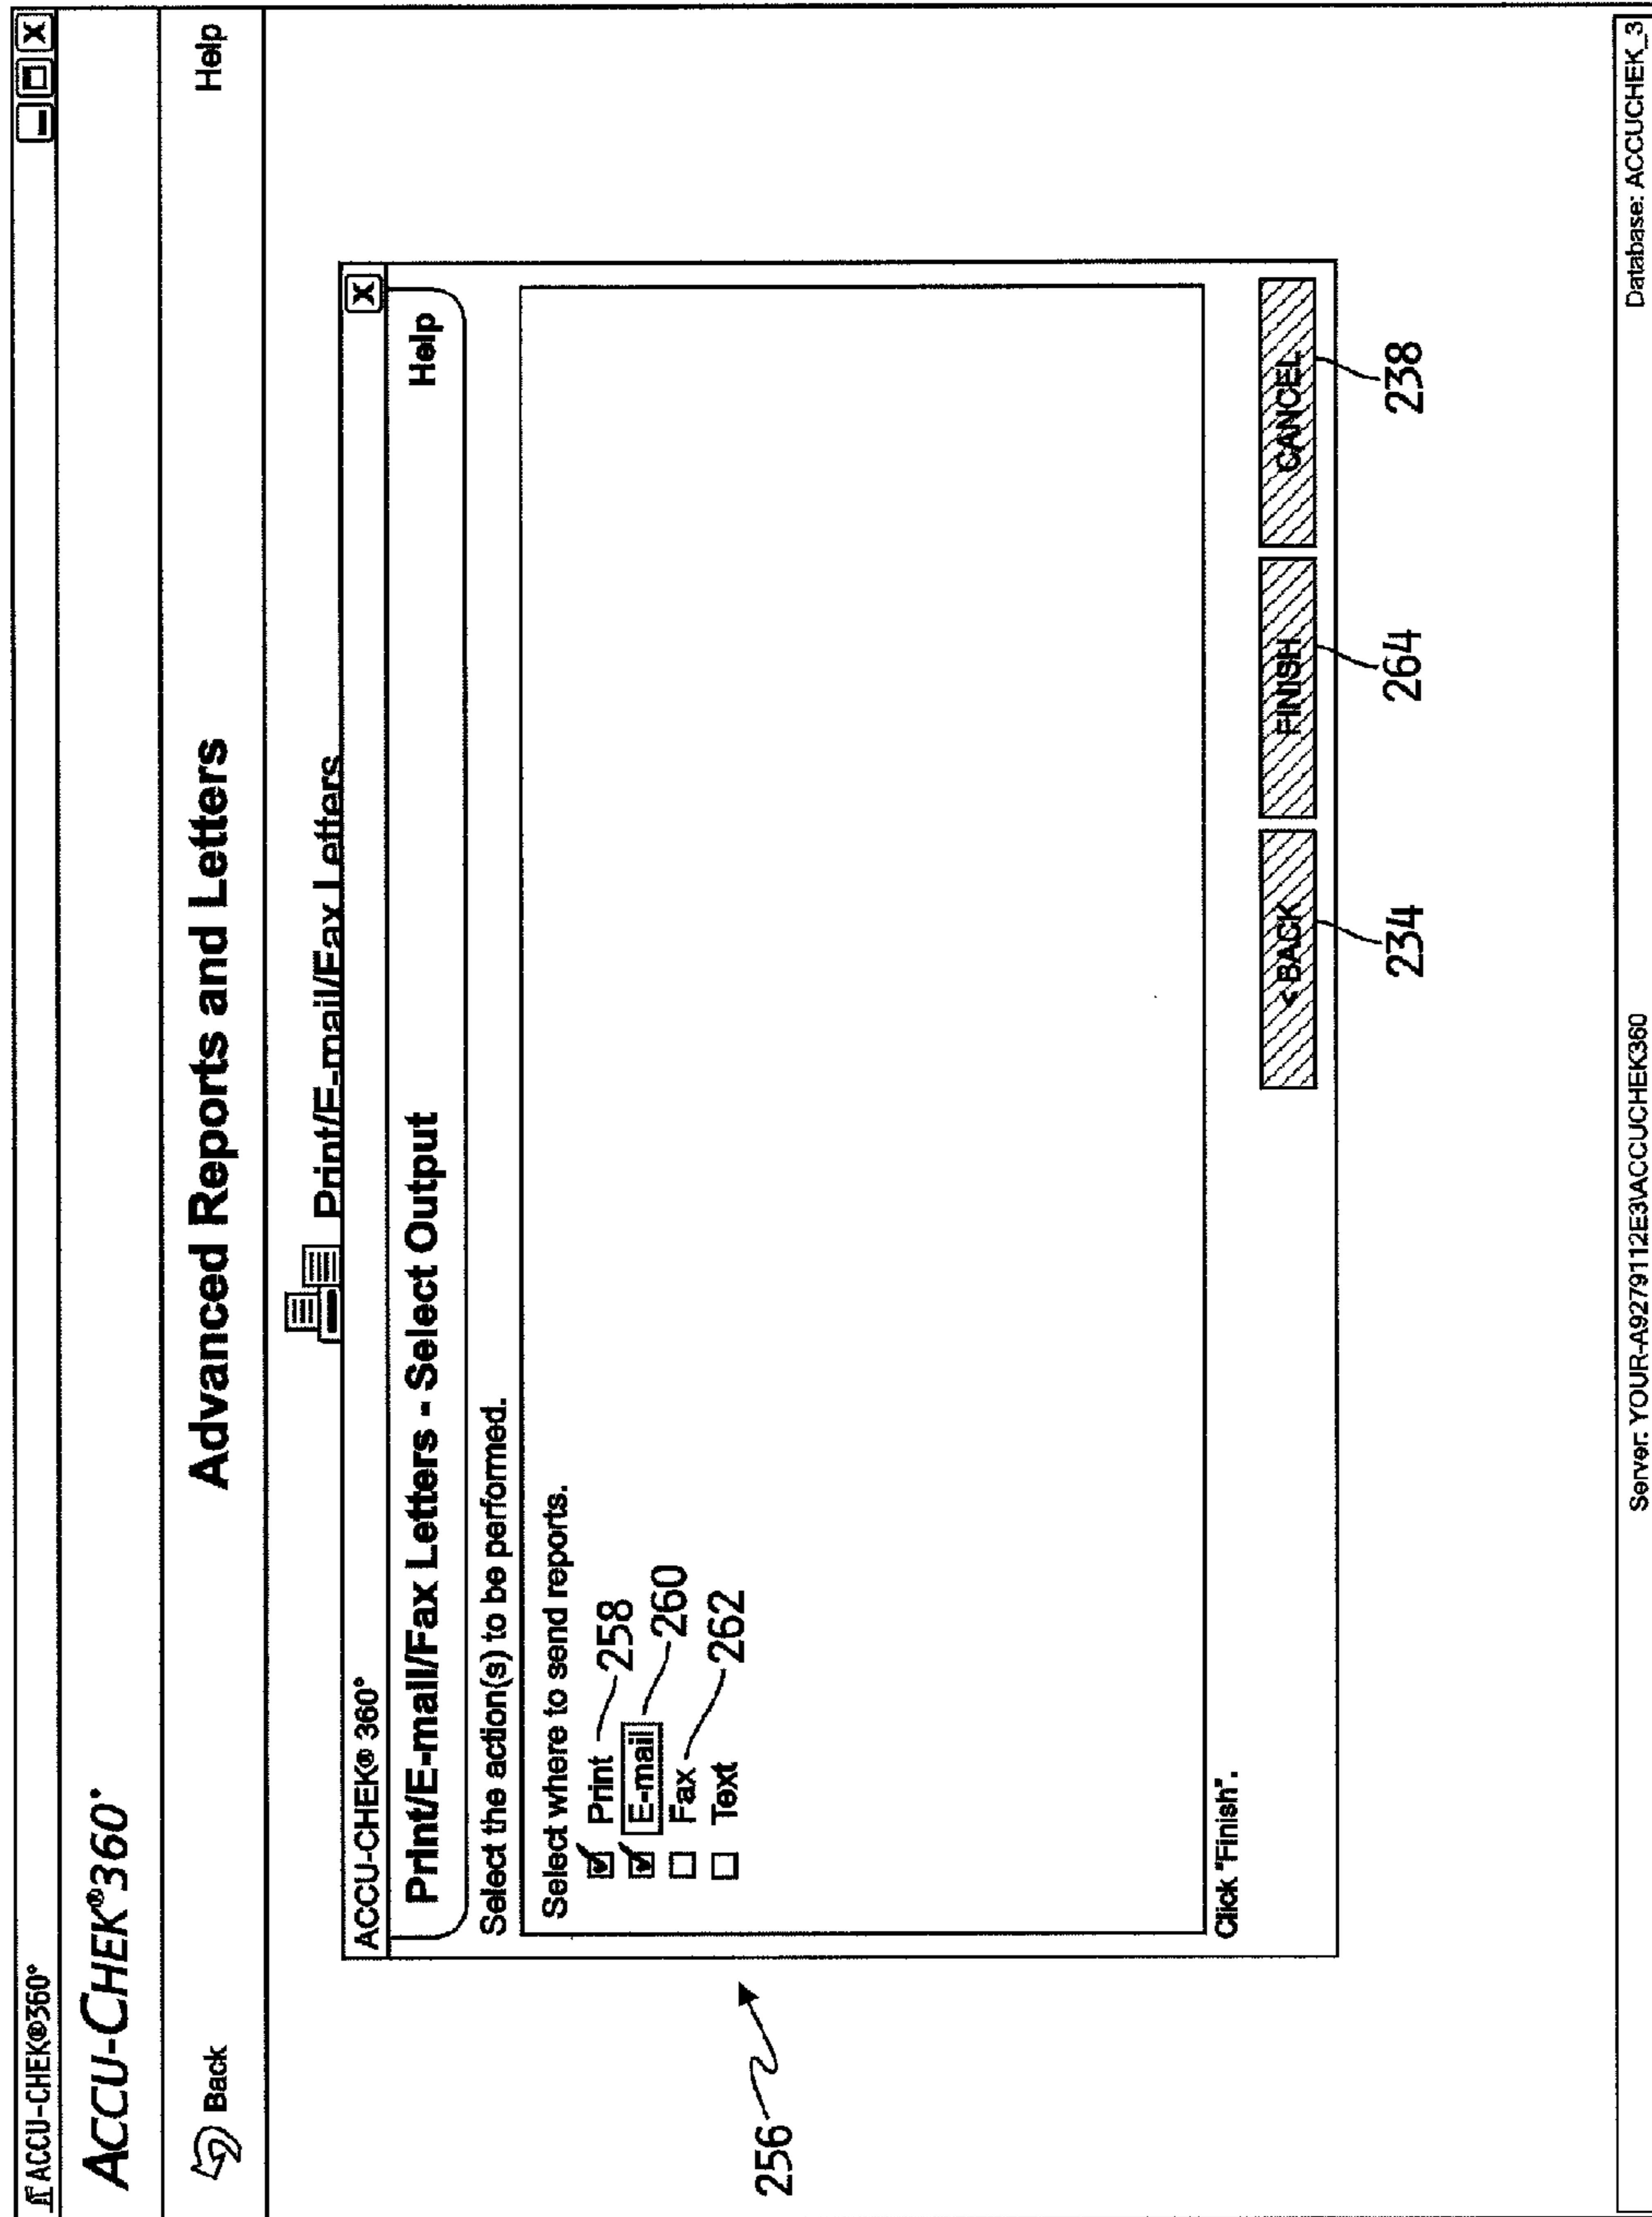 ACCU-CHEK®360°
ACCU-CHEK®360°
Back
Advanced Reports and Letters
Help
Print/E-mail/Fax Letters
ACCU-CHEK® 360°
X
Print/E-mail/Fax Letters - Select Output
Help
Select the action(s) to be performed.
Select where to send reports.
Print 258
E-mail 260
Fax 262
Text
256
Click "Finish".
< BACK
FINISH
CANCEL
234
264
238
Server: YOUR-A9279112E3\ACCUCHEK360
Database: ACCUCHEK_3